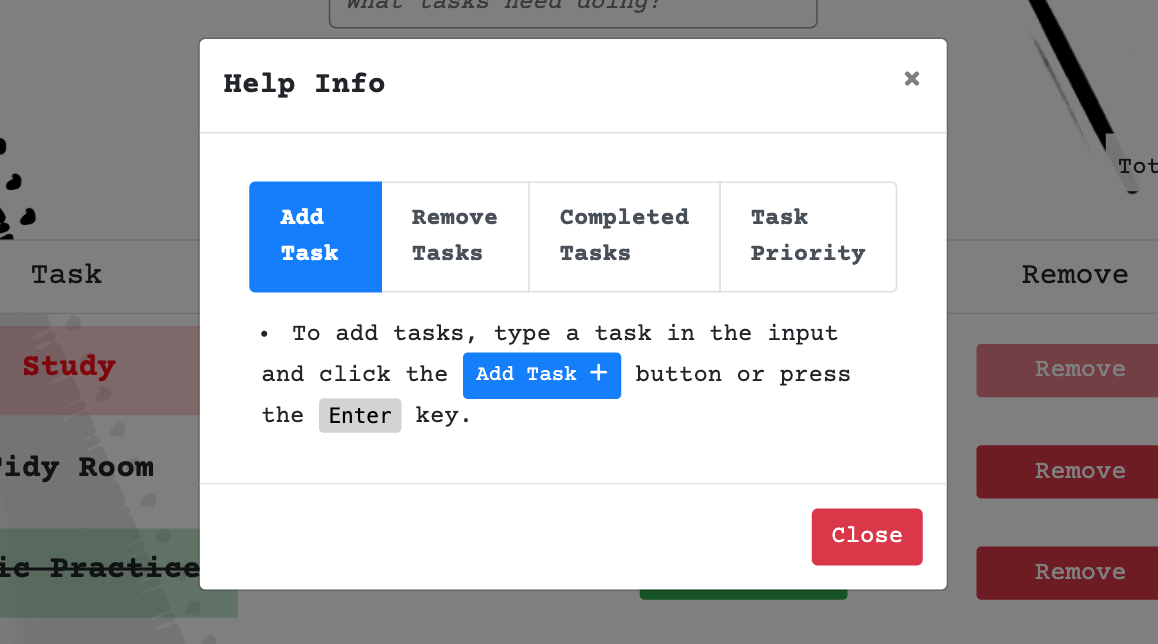 What tasks need doing?
Help Info
×
Add Task
Remove Tasks
Completed Tasks
Task Priority
• To add tasks, type a task in the input
and click the Add Task + button or press
the Enter key.
Close
Task
Remove
Study
Remove
Tidy Room
Remove
ic Practice
Remove
Tot